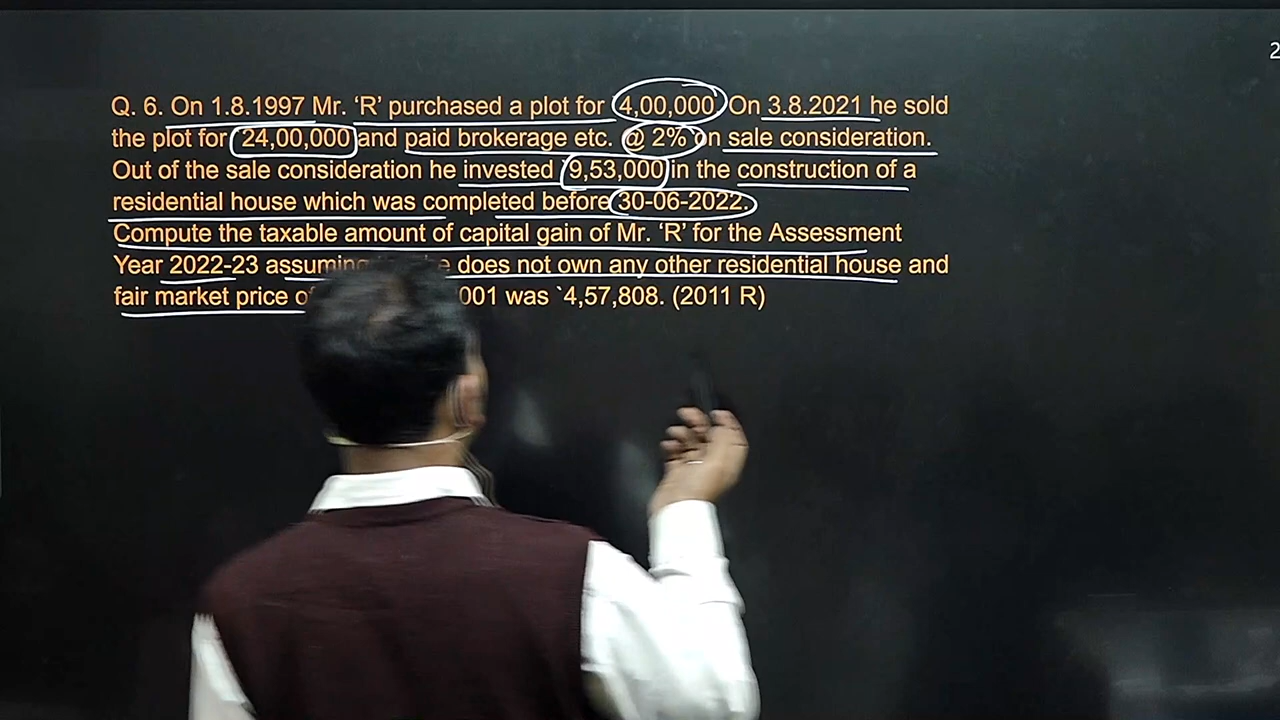 2
Q. 6. On 1.8.1997 Mr. ‘R’ purchased a plot for 4,00,000. On 3.8.2021 he sold
the plot for 24,00,000 and paid brokerage etc. @ 2% on sale consideration.
Out of the sale consideration he invested 9,53,000 in the construction of a
residential house which was completed before 30-06-2022.
Compute the taxable amount of capital gain of Mr. ‘R’ for the Assessment
Year 2022-23 assuming does not own any other residential house and
fair market price 001 was `4,57,808. (2011 R)